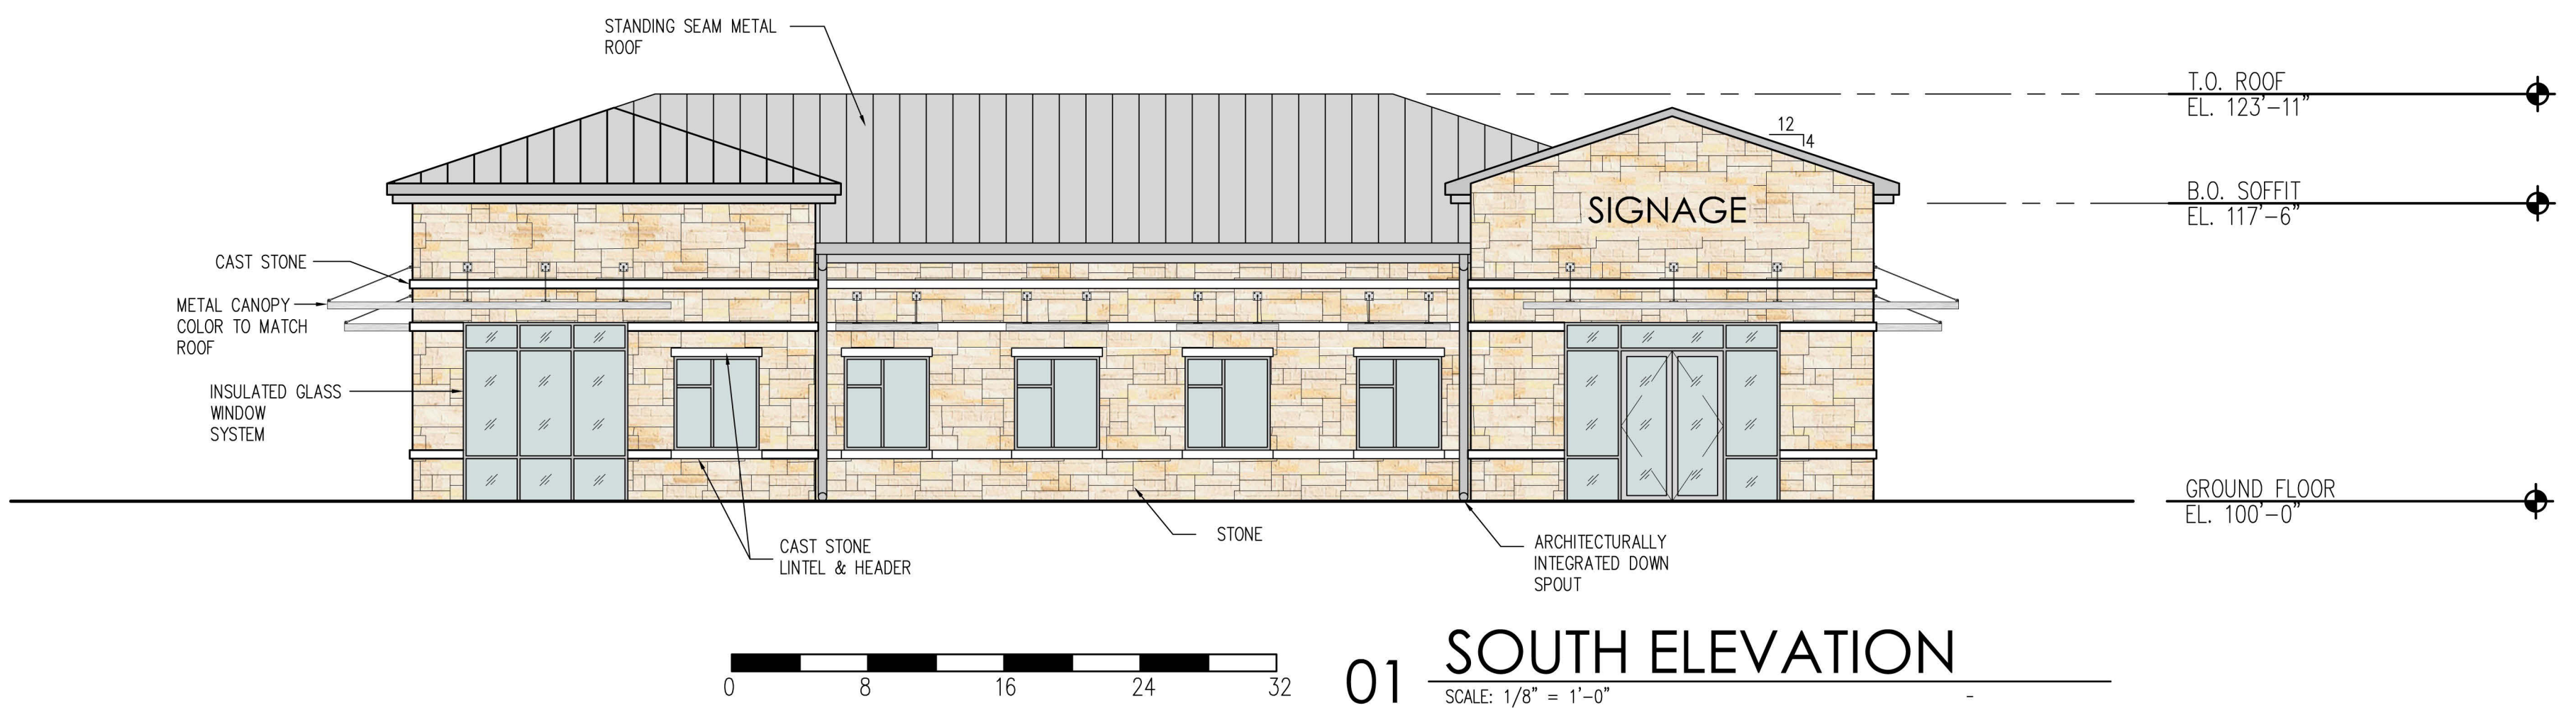 STANDING SEAM METAL
ROOF
T.O. ROOF
EL. 123'-11"
12
4
B.O. SOFFIT
EL. 117'-6"
SIGNAGE
CAST STONE
METAL CANOPY
COLOR TO MATCH
ROOF
INSULATED GLASS
WINDOW
SYSTEM
GROUND FLOOR
EL. 100'-0"
CAST STONE
LINTEL & HEADER
STONE
ARCHITECTURALLY
INTEGRATED DOWN
SPOUT
0 8 16 24 32
01 SOUTH ELEVATION
SCALE: 1/8" = 1'-0" -